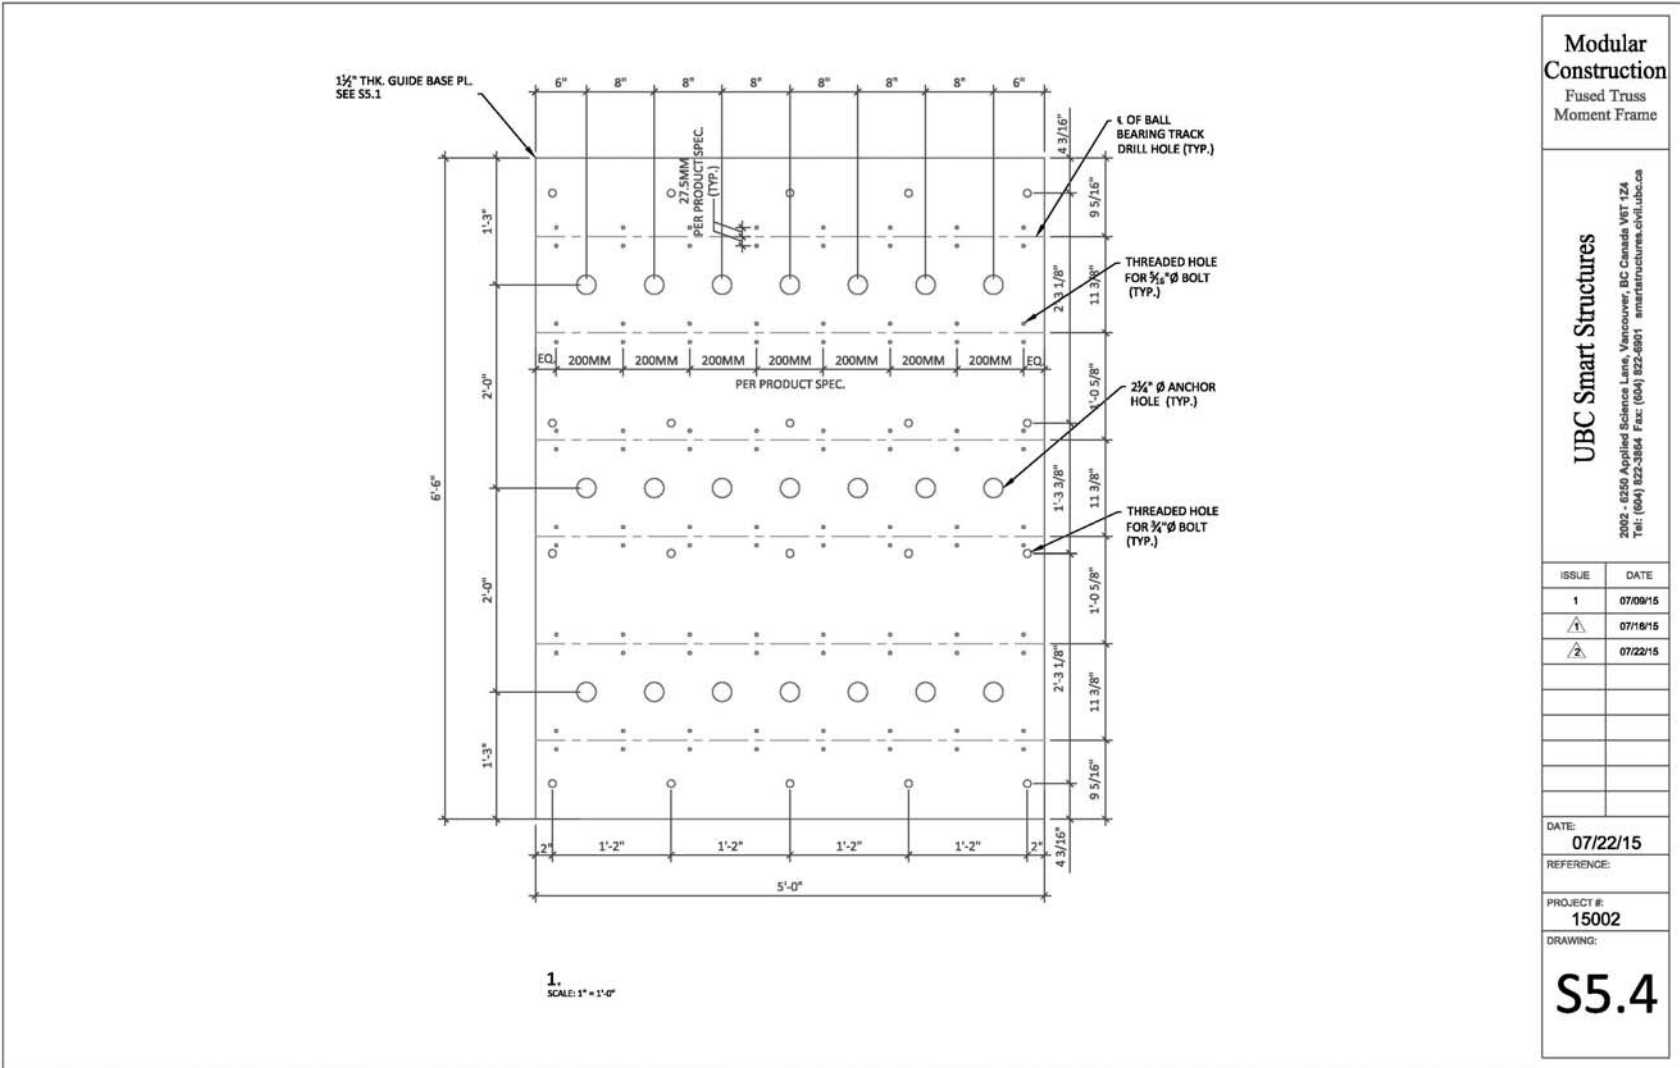 1½" THK. GUIDE BASE PL.
SEE S5.1
6"
8"
8"
8"
8"
8"
8"
6"
27.5MM
PER PRODUCT SPEC.
(TYP.)
℄ OF BALL
BEARING TRACK
DRILL HOLE (TYP.)
THREADED HOLE
FOR 5/16"Ø BOLT
(TYP.)
2¼" Ø ANCHOR
HOLE (TYP.)
THREADED HOLE
FOR ¾"Ø BOLT
(TYP.)
EQ.
200MM
200MM
200MM
200MM
200MM
200MM
200MM
EQ.
PER PRODUCT SPEC.
6'-6"
1'-3"
2'-0"
2'-0"
1'-3"
4 3/16"
2'-3 1/8"
1'-3 3/8"
2'-3 1/8"
4 3/16"
9 5/16"
11 3/8"
1'-0 5/8"
11 3/8"
1'-0 5/8"
11 3/8"
9 5/16"
2"
1'-2"
1'-2"
1'-2"
1'-2"
2"
5'-0"
1.
SCALE: 1" = 1'-0"
Modular
Construction
Fused Truss
Moment Frame
UBC Smart Structures
2002 - 6250 Applied Science Lane, Vancouver, BC Canada V6T 1Z4
Tel: (604) 822-3864 Fax: (604) 822-6901 smartstructures.civil.ubc.ca
ISSUE DATE
1 07/09/15
1 07/16/15
2 07/22/15
DATE:
07/22/15
REFERENCE:
PROJECT #:
15002
DRAWING:
S5.4